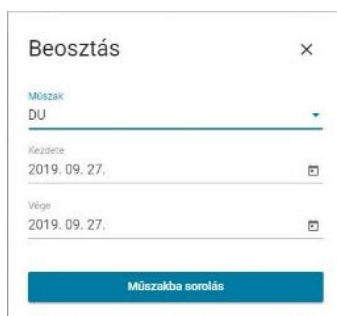 Beosztás
Műszak
DU
Kezdete
2019. 09. 27.
Vége
2019. 09. 27.
Műszakba sorolás